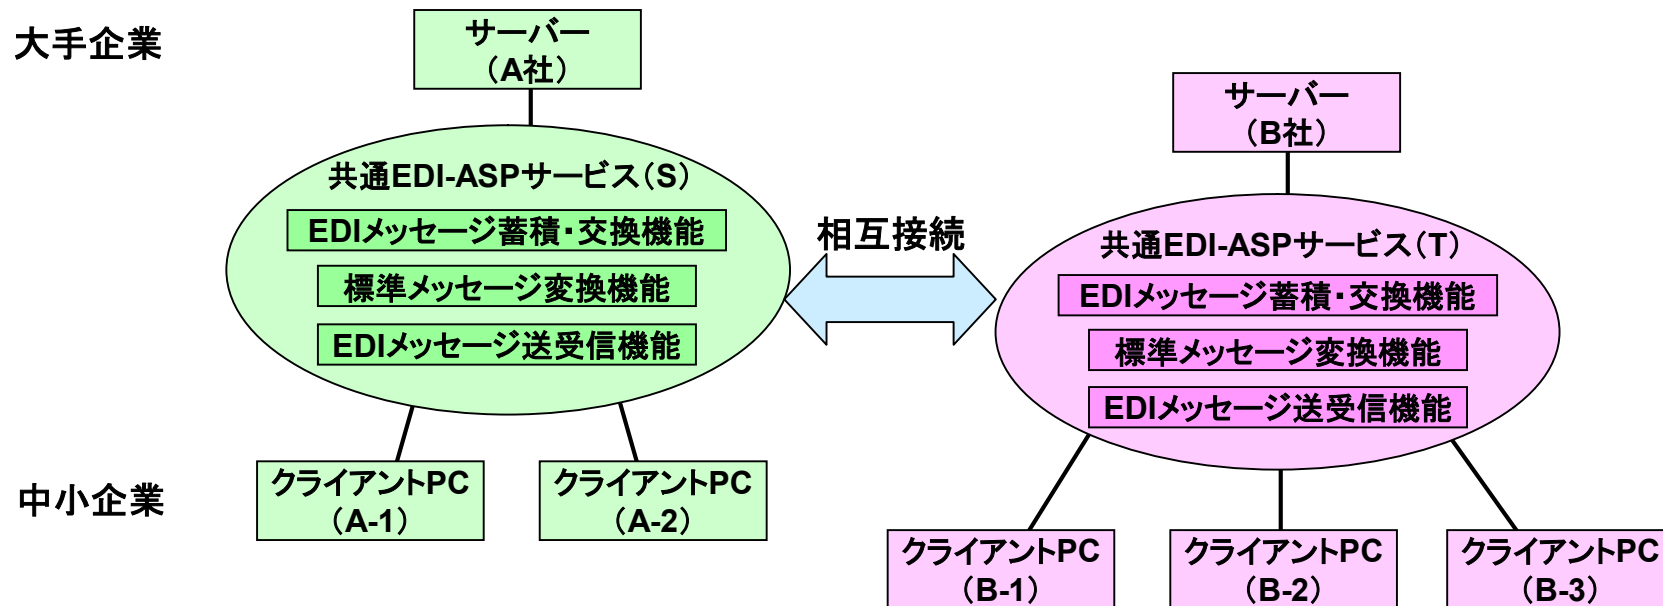 大手企業
サーバー
（A社）
共通EDI-ASPサービス（S）
EDIメッセージ蓄積・交換機能
標準メッセージ変換機能
EDIメッセージ送受信機能
相互接続
サーバー
（B社）
共通EDI-ASPサービス（T）
EDIメッセージ蓄積・交換機能
標準メッセージ変換機能
EDIメッセージ送受信機能
中小企業
クライアントPC
（A-1）
クライアントPC
（A-2）
クライアントPC
（B-1）
クライアントPC
（B-2）
クライアントPC
（B-3）